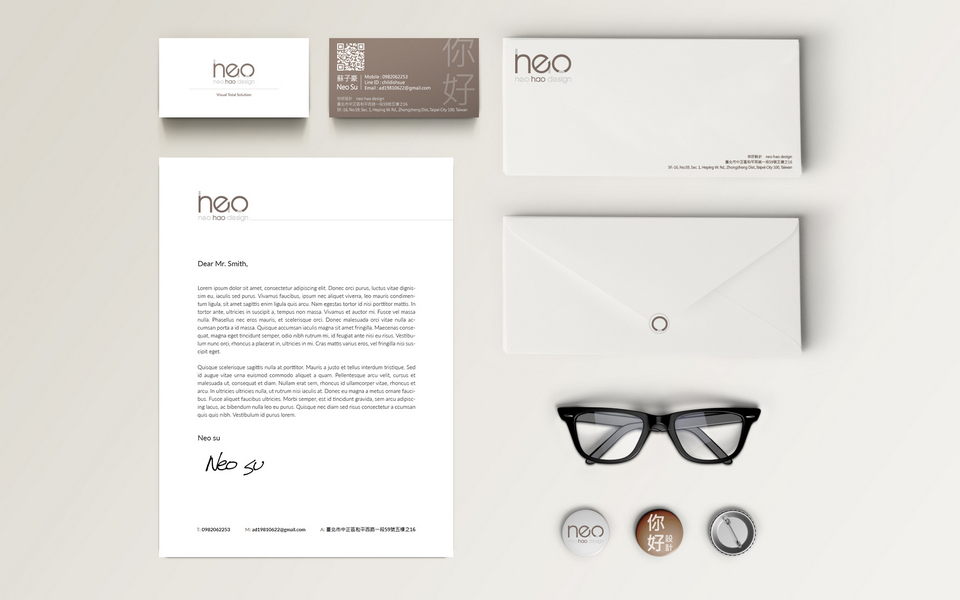 neo
neo hao design
Visual Total Solution
你好
蘇子豪
Neo Su
Mobile : 0982062253
Line ID : childishsue
Email : ad19810622@gmail.com
你好設計 neo hao design
臺北市中正區和平西路一段59號五樓之16
5F.-16, No.59, Sec. 1, Heping W. Rd., Zhongzheng Dist., Taipei City 100, Taiwan
neo
neo hao design
你好設計 neo hao design
臺北市中正區和平西路一段59號五樓之16
5F.-16, No.59, Sec. 1, Heping W. Rd., Zhongzheng Dist., Taipei City 100, Taiwan
neo
neo hao design
Dear Mr. Smith,
Lorem ipsum dolor sit amet, consectetur adipiscing elit. Donec orci purus, luctus vitae dignis-
sim eu, iaculis sed purus. Vivamus faucibus, ipsum nec aliquet viverra, leo mauris condimen-
tum ligula, sit amet sagittis enim ligula quis arcu. Nam egestas tortor id nisi porttitor mattis. In
tortor ante, ultricies in suscipit a, tempus non massa. Vivamus et auctor mi. Fusce vel massa
nulla. Phasellus nec eros mauris, et scelerisque orci. Donec malesuada orci vitae nulla ac-
cumsan porta a id massa. Quisque accumsan iaculis magna sit amet fringilla. Maecenas conse-
quat, magna eget tincidunt semper, odio nibh rutrum mi, id feugiat ante nisi eu risus. Vestibu-
lum nunc orci, rhoncus a placerat in, ultricies in mi. Cras mattis varius eros, vel fringilla nisi sus-
cipit eget.
Quisque scelerisque sagittis nulla at porttitor. Mauris a justo et tellus interdum tristique. Sed
id augue vitae urna euismod commodo aliquet a quam. Pellentesque arcu velit, cursus et
malesuada ut, consequat et diam. Nullam erat sem, rhoncus id ullamcorper vitae, rhoncus et
arcu. In ultricies ultricies nulla, ut rutrum nisi iaculis at. Donec eu magna a metus ornare fauci-
bus. Fusce aliquet faucibus ultricies. Morbi semper, est id tincidunt gravida, sem arcu adipisc-
ing lacus, ac bibendum nulla leo eu purus. Quisque nec diam sed risus consectetur a ccumsan
quis quis nibh. Vestibulum id purus lorem.
Neo su
Neo su
T: 0982062253 M: ad19810622@gmail.com A: 臺北市中正區和平西路一段59號五樓之16
neo
neo hao design
你好設計